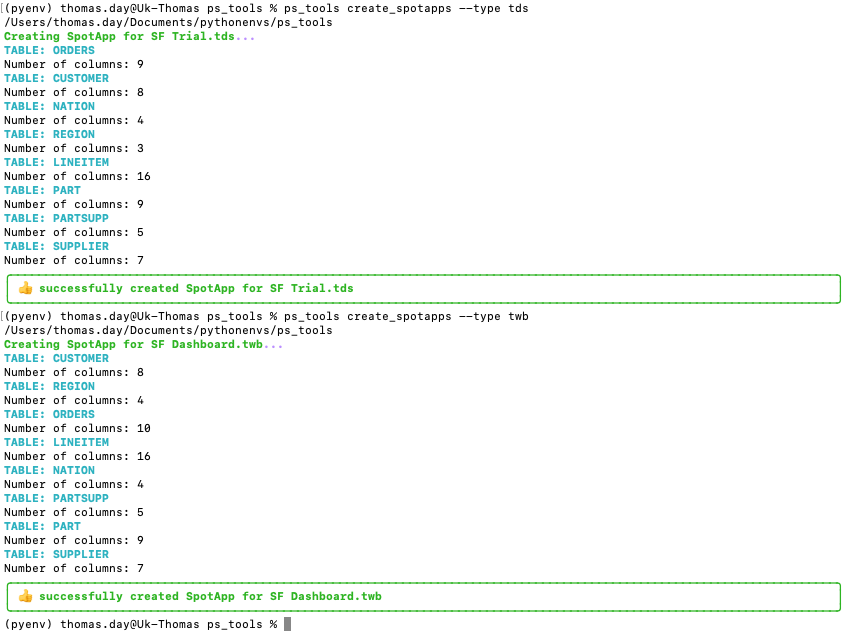 (pyenv) thomas.day@Uk-Thomas ps_tools % ps_tools create_spotapps --type tds
/Users/thomas.day/Documents/pythonenvs/ps_tools
Creating SpotApp for SF Trial.tds...
TABLE: ORDERS
Number of columns: 9
TABLE: CUSTOMER
Number of columns: 8
TABLE: NATION
Number of columns: 4
TABLE: REGION
Number of columns: 3
TABLE: LINEITEM
Number of columns: 16
TABLE: PART
Number of columns: 9
TABLE: PARTSUPP
Number of columns: 5
TABLE: SUPPLIER
Number of columns: 7
👍 successfully created SpotApp for SF Trial.tds
(pyenv) thomas.day@Uk-Thomas ps_tools % ps_tools create_spotapps --type twb
/Users/thomas.day/Documents/pythonenvs/ps_tools
Creating SpotApp for SF Dashboard.twb...
TABLE: CUSTOMER
Number of columns: 8
TABLE: REGION
Number of columns: 4
TABLE: ORDERS
Number of columns: 10
TABLE: LINEITEM
Number of columns: 16
TABLE: NATION
Number of columns: 4
TABLE: PARTSUPP
Number of columns: 5
TABLE: PART
Number of columns: 9
TABLE: SUPPLIER
Number of columns: 7
👍 successfully created SpotApp for SF Dashboard.twb
(pyenv) thomas.day@Uk-Thomas ps_tools %